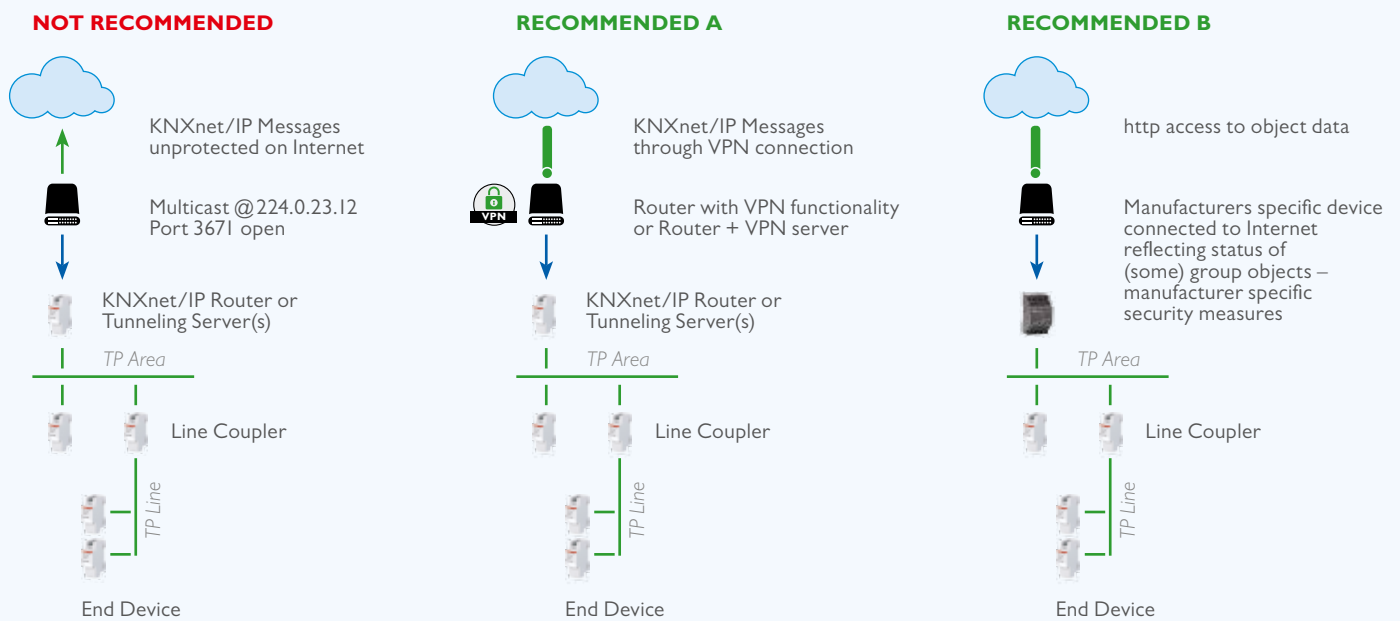 NOT RECOMMENDED
KNXnet/IP Messages
unprotected on Internet
Multicast @ 224.0.23.12
Port 3671 open
KNXnet/IP Router or
Tunneling Server(s)
TP Area
Line Coupler
TP Line
End Device
RECOMMENDED A
KNXnet/IP Messages
through VPN connection
VPN
Router with VPN functionality
or Router + VPN server
KNXnet/IP Router or
Tunneling Server(s)
TP Area
Line Coupler
TP Line
End Device
RECOMMENDED B
http access to object data
Manufacturers specific device
connected to Internet
reflecting status of
(some) group objects –
manufacturer specific
security measures
TP Area
Line Coupler
TP Line
End Device